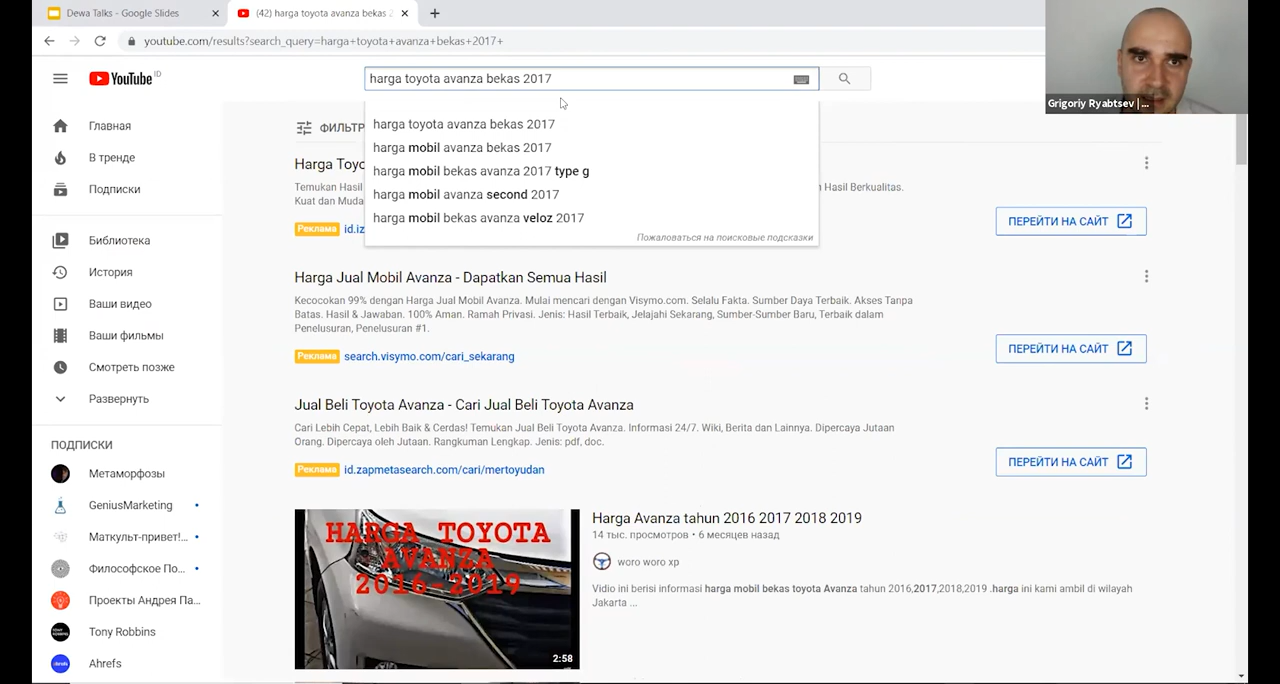 Dewa Talks - Google Slides
(42) harga toyota avanza bekas 2
youtube.com/results?search_query=harga+toyota+avanza+bekas+2017+
YouTube ID
harga toyota avanza bekas 2017
Grigoriy Ryabtsev | ...
harga toyota avanza bekas 2017
harga mobil avanza bekas 2017
harga mobil bekas avanza 2017 type g
harga mobil avanza second 2017
harga mobil bekas avanza veloz 2017
Пожаловаться на поисковые подсказки
Главная
В тренде
Подписки
Библиотека
История
Ваши видео
Ваши фильмы
Смотреть позже
Развернуть
ПОДПИСКИ
Метаморфозы
GeniusMarketing
Маткульт-привет!...
Философское По...
Проекты Андрея Па...
Tony Robbins
Ahrefs
ФИЛЬТР
Harga Toyo
Temukan Hasil
n Hasil Berkualitas.
Kuat dan Muda
Реклама id.iz
ПЕРЕЙТИ НА САЙТ
Harga Jual Mobil Avanza - Dapatkan Semua Hasil
Kecocokan 99% dengan Harga Jual Mobil Avanza. Mulai mencari dengan Visymo.com. Selalu Fakta. Sumber Daya Terbaik. Akses Tanpa
Batas. Hasil & Jawaban. 100% Aman. Ramah Privasi. Jenis: Hasil Terbaik, Jelajahi Sekarang, Sumber-Sumber Baru, Terbaik dalam
Penelusuran, Penelusuran #1.
Реклама search.visymo.com/cari_sekarang
ПЕРЕЙТИ НА САЙТ
Jual Beli Toyota Avanza - Cari Jual Beli Toyota Avanza
Cari Lebih Cepat, Lebih Baik & Cerdas! Temukan Jual Beli Toyota Avanza. Informasi 24/7. Wiki, Berita dan Lainnya. Dipercaya Jutaan
Orang. Dipercaya oleh Jutaan. Rangkuman Lengkap. Jenis: pdf, doc.
Реклама id.zapmetasearch.com/cari/mertoyudan
ПЕРЕЙТИ НА САЙТ
HARGA TOYOTA
AVANZA
2016-2019
2:58
Harga Avanza tahun 2016 2017 2018 2019
14 тыс. просмотров • 6 месяцев назад
woro woro xp
Vidio ini berisi informasi harga mobil bekas toyota Avanza tahun 2016,2017,2018,2019 .harga ini kami ambil di wilayah
Jakarta ...